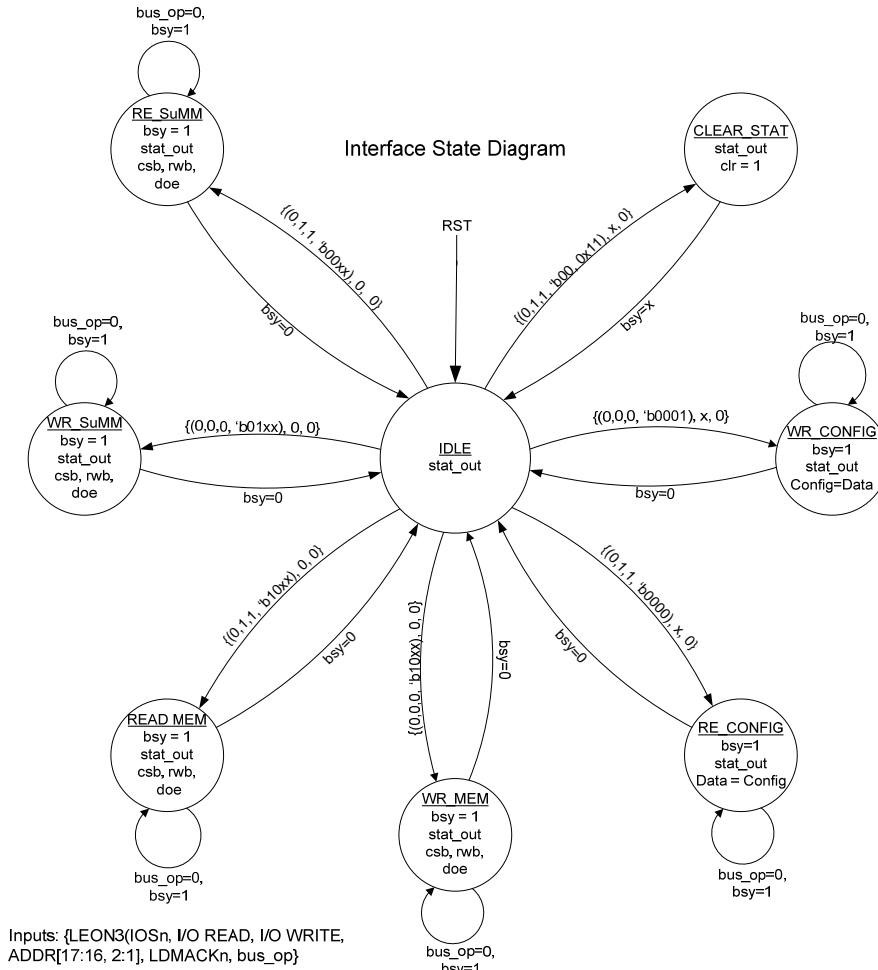 bus_op=0,
bsy=1
RE_SuMM
bsy = 1
stat_out
csb, rwb,
doe
Interface State Diagram
CLEAR_STAT
stat_out
clr = 1
RST
{(0,1,1, 'b00xx), 0, 0}
bsy=0
{(0,1,1, 'b00, 0x11), x, 0}
bsy=x
bus_op=0,
bsy=1
WR_SuMM
bsy = 1
stat_out
csb, rwb,
doe
{(0,0,0, 'b01xx), 0, 0}
bsy=0
IDLE
stat_out
{(0,0,0, 'b0001), x, 0}
bsy=0
bus_op=0,
bsy=1
WR_CONFIG
bsy=1
stat_out
Config=Data
{(0,1,1, 'b10xx), 0, 0}
bsy=0
{(0,0,0, 'b10xx), 0, 0}
bsy=0
{(0,1,1, 'b0000), x, 0}
bsy=0
READ MEM
bsy = 1
stat_out
csb, rwb,
doe
bus_op=0,
bsy=1
WR_MEM
bsy = 1
stat_out
csb, rwb,
doe
bus_op=0,
bsy=1
RE_CONFIG
bsy=1
stat_out
Data = Config
bus_op=0,
bsy=1
Inputs: {LEON3(IOSn, I/O READ, I/O WRITE,
ADDR[17:16, 2:1], LDMACKn, bus_op}